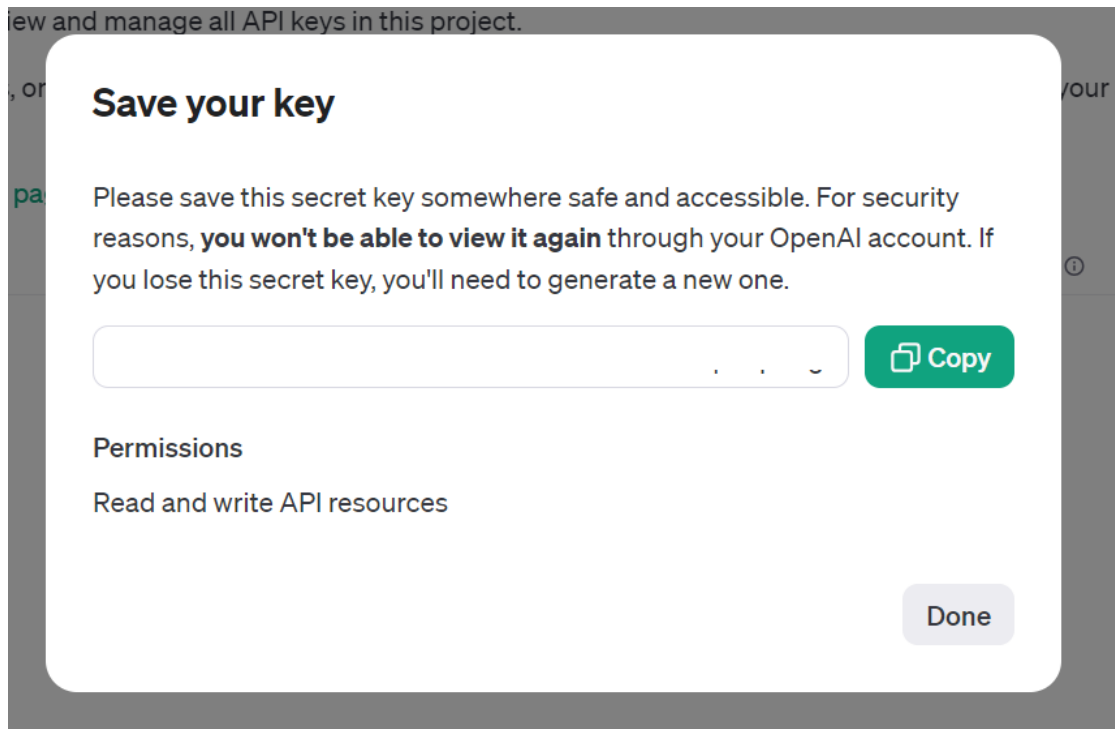 iew and manage all API keys in this project.
, or
your
Save your key
pa
Please save this secret key somewhere safe and accessible. For security
reasons, you won't be able to view it again through your OpenAI account. If
you lose this secret key, you'll need to generate a new one.
Copy
Permissions
Read and write API resources
Done